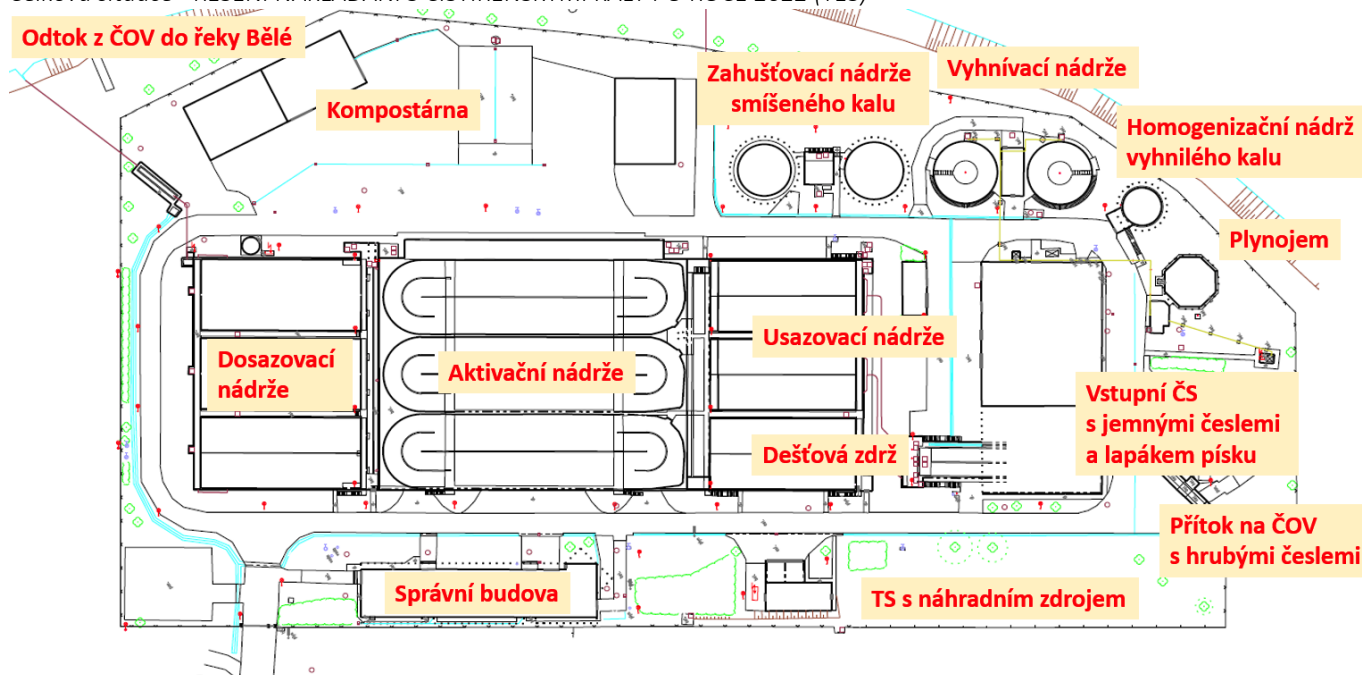 Odtok z ČOV do řeky Bělé
Kompostárna
Zahušťovací nádrže
smíšeného kalu
Vyhnívací nádrže
Homogenizační nádrž
vyhnilého kalu
Plynojem
Dosazovací
nádrže
Aktivační nádrže
Usazovací nádrže
Dešťová zdrž
Vstupní ČS
s jemnými česlemi
a lapákem písku
Přítok na ČOV
s hrubými česlemi
Správní budova
TS s náhradním zdrojem